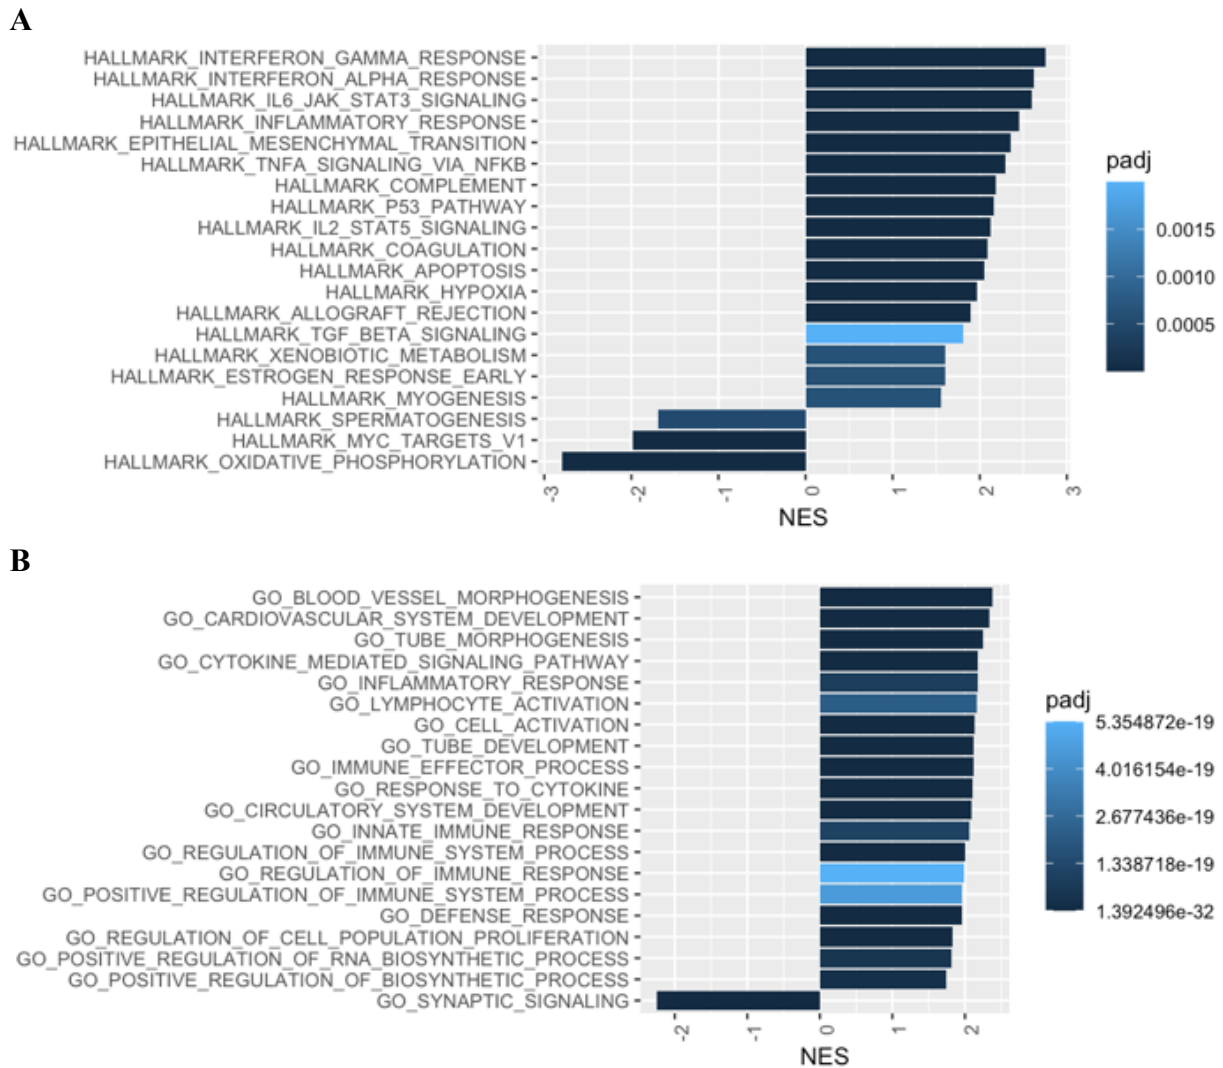 A
HALLMARK_INTERFERON_GAMMA_RESPONSE
HALLMARK_INTERFERON_ALPHA_RESPONSE
HALLMARK_IL6_JAK_STAT3_SIGNALING
HALLMARK_INFLAMMATORY_RESPONSE
HALLMARK_EPITHELIAL_MESENCHYMAL_TRANSITION
HALLMARK_TNFA_SIGNALING_VIA_NFKB
HALLMARK_COMPLEMENT
HALLMARK_P53_PATHWAY
HALLMARK_IL2_STAT5_SIGNALING
HALLMARK_COAGULATION
HALLMARK_APOPTOSIS
HALLMARK_HYPOXIA
HALLMARK_ALLOGRAFT_REJECTION
HALLMARK_TGF_BETA_SIGNALING
HALLMARK_XENOBIOTIC_METABOLISM
HALLMARK_ESTROGEN_RESPONSE_EARLY
HALLMARK_MYOGENESIS
HALLMARK_SPERMATOGENESIS
HALLMARK_MYC_TARGETS_V1
HALLMARK_OXIDATIVE_PHOSPHORYLATION
-3 -2 -1 0 1 2 3
NES
padj
0.0015
0.0010
0.0005
B
GO_BLOOD_VESSEL_MORPHOGENESIS
GO_CARDIOVASCULAR_SYSTEM_DEVELOPMENT
GO_TUBE_MORPHOGENESIS
GO_CYTOKINE_MEDIATED_SIGNALING_PATHWAY
GO_INFLAMMATORY_RESPONSE
GO_LYMPHOCYTE_ACTIVATION
GO_CELL_ACTIVATION
GO_TUBE_DEVELOPMENT
GO_IMMUNE_EFFECTOR_PROCESS
GO_RESPONSE_TO_CYTOKINE
GO_CIRCULATORY_SYSTEM_DEVELOPMENT
GO_INNATE_IMMUNE_RESPONSE
GO_REGULATION_OF_IMMUNE_SYSTEM_PROCESS
GO_REGULATION_OF_IMMUNE_RESPONSE
GO_POSITIVE_REGULATION_OF_IMMUNE_SYSTEM_PROCESS
GO_DEFENSE_RESPONSE
GO_REGULATION_OF_CELL_POPULATION_PROLIFERATION
GO_POSITIVE_REGULATION_OF_RNA_BIOSYNTHETIC_PROCESS
GO_POSITIVE_REGULATION_OF_BIOSYNTHETIC_PROCESS
GO_SYNAPTIC_SIGNALING
-2 -1 0 1 2
NES
padj
5.354872e-19
4.016154e-19
2.677436e-19
1.338718e-19
1.392496e-32